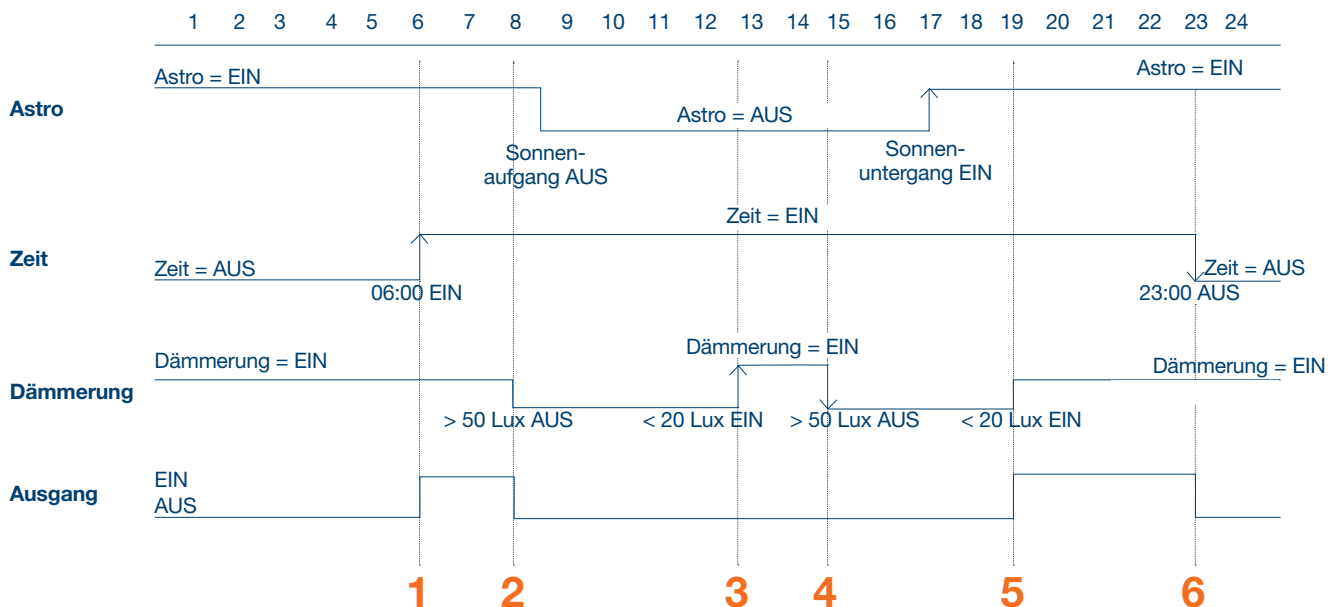 1 2 3 4 5 6 7 8 9 10 11 12 13 14 15 16 17 18 19 20 21 22 23 24
Astro
Astro = EIN
Astro = AUS
Astro = EIN
Sonnen-
aufgang AUS
Sonnen-
untergang EIN
Zeit
Zeit = AUS
Zeit = EIN
Zeit = AUS
06:00 EIN
23:00 AUS
Dämmerung
Dämmerung = EIN
Dämmerung = EIN
Dämmerung = EIN
> 50 Lux AUS
< 20 Lux EIN
> 50 Lux AUS
< 20 Lux EIN
Ausgang
EIN
AUS
1 2 3 4 5 6